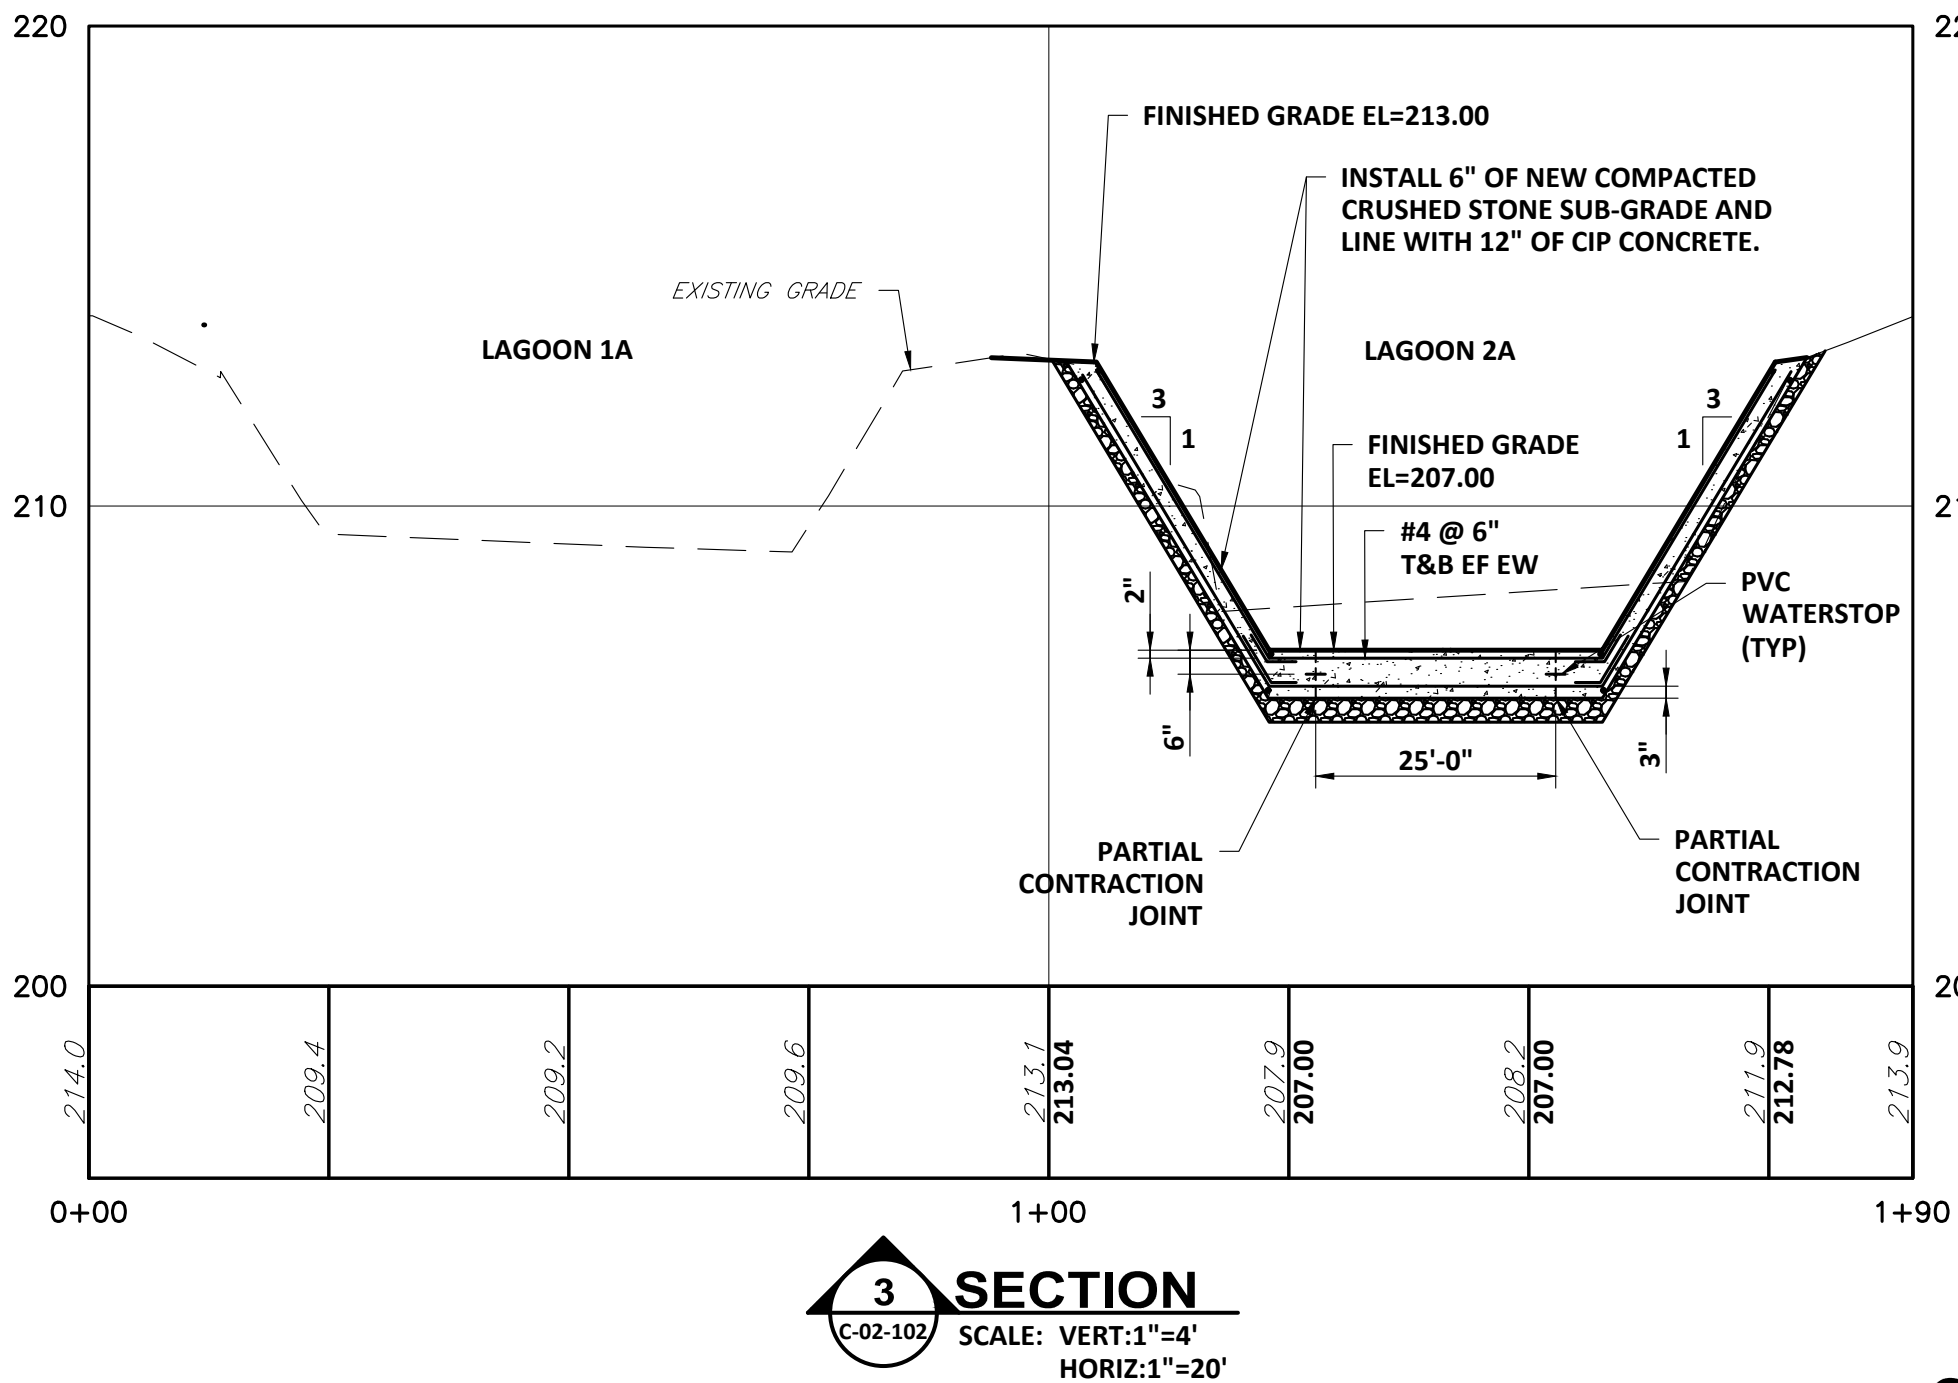 220
22
FINISHED GRADE EL=213.00
INSTALL 6" OF NEW COMPACTED
CRUSHED STONE SUB-GRADE AND
LINE WITH 12" OF CIP CONCRETE.
EXISTING GRADE
LAGOON 1A
LAGOON 2A
3
1
3
1
FINISHED GRADE
EL=207.00
210
21
#4 @ 6"
T&B EF EW
2"
PVC
WATERSTOP
(TYP)
6"
25'-0"
3"
PARTIAL
CONTRACTION
JOINT
PARTIAL
CONTRACTION
JOINT
200
20
214.0
209.4
209.2
209.6
213.1
213.04
207.9
207.00
208.2
207.00
211.9
212.78
213.9
0+00
1+00
1+90
3
C-02-102
SECTION
SCALE: VERT:1"=4'
HORIZ:1"=20'